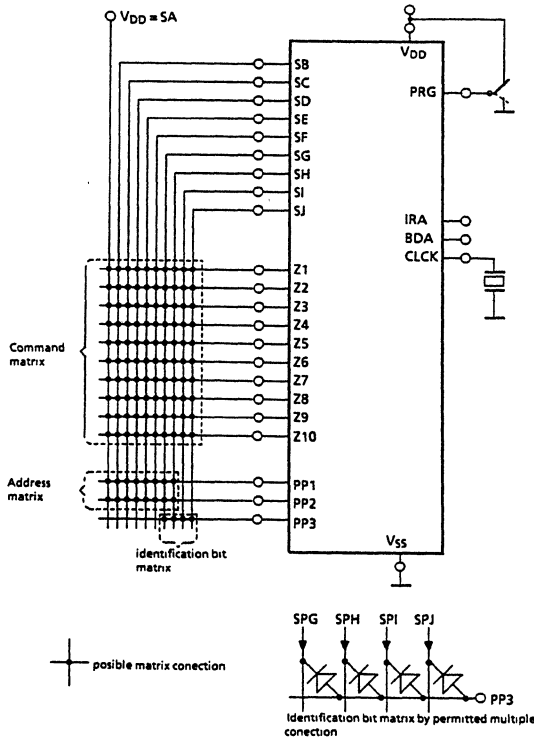 VDD = SA
VDD
SB
SC
SD
SE
SF
SG
SH
SI
SJ
PRG
IRA
BDA
CLCK
Z1
Z2
Z3
Z4
Z5
Z6
Z7
Z8
Z9
Z10
Command
matrix
Address
matrix
PP1
PP2
PP3
identification bit
matrix
VSS
posible matrix conection
SPG SPH SPI SPJ
PP3
Identification bit matrix by permitted multiple
conection